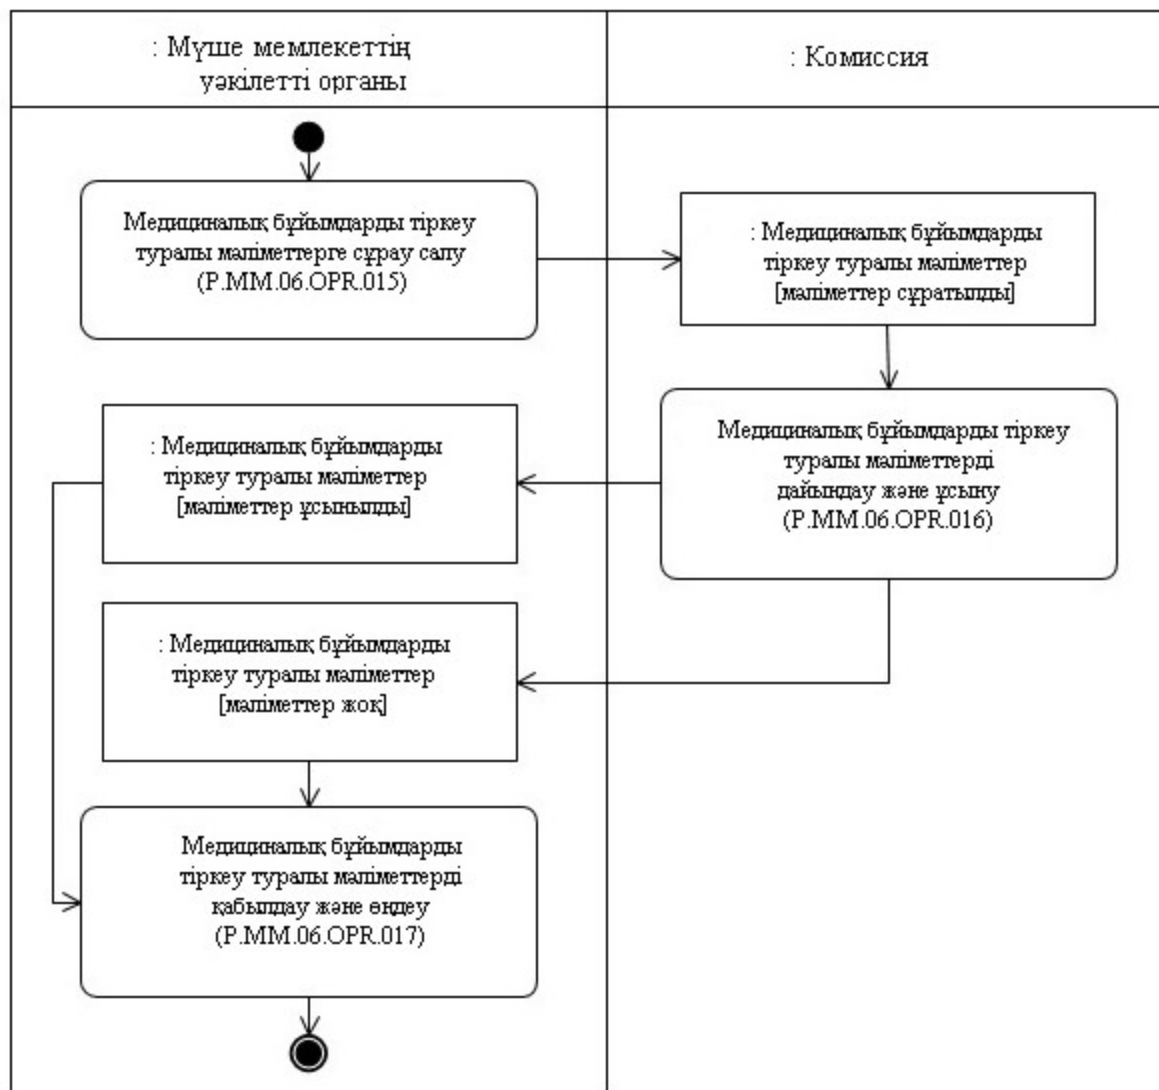 : Мүше мемлекеттің
уәкілетті органы
: Комиссия
Медициналық бұйымдарды тіркеу
туралы мәліметтерге сұрау салу
(P.MM.06.OPR.015)
: Медициналық бұйымдарды
тіркеу туралы мәліметтер
[мәліметтер сұратылды]
Медициналық бұйымдарды тіркеу
туралы мәліметтерді
дайындау және ұсыну
(P.MM.06.OPR.016)
: Медициналық бұйымдарды
тіркеу туралы мәліметтер
[мәліметтер ұсынылды]
: Медициналық бұйымдарды
тіркеу туралы мәліметтер
[мәліметтер жоқ]
Медициналық бұйымдарды
тіркеу туралы мәліметтерді
қабылдау және өңдеу
(P.MM.06.OPR.017)